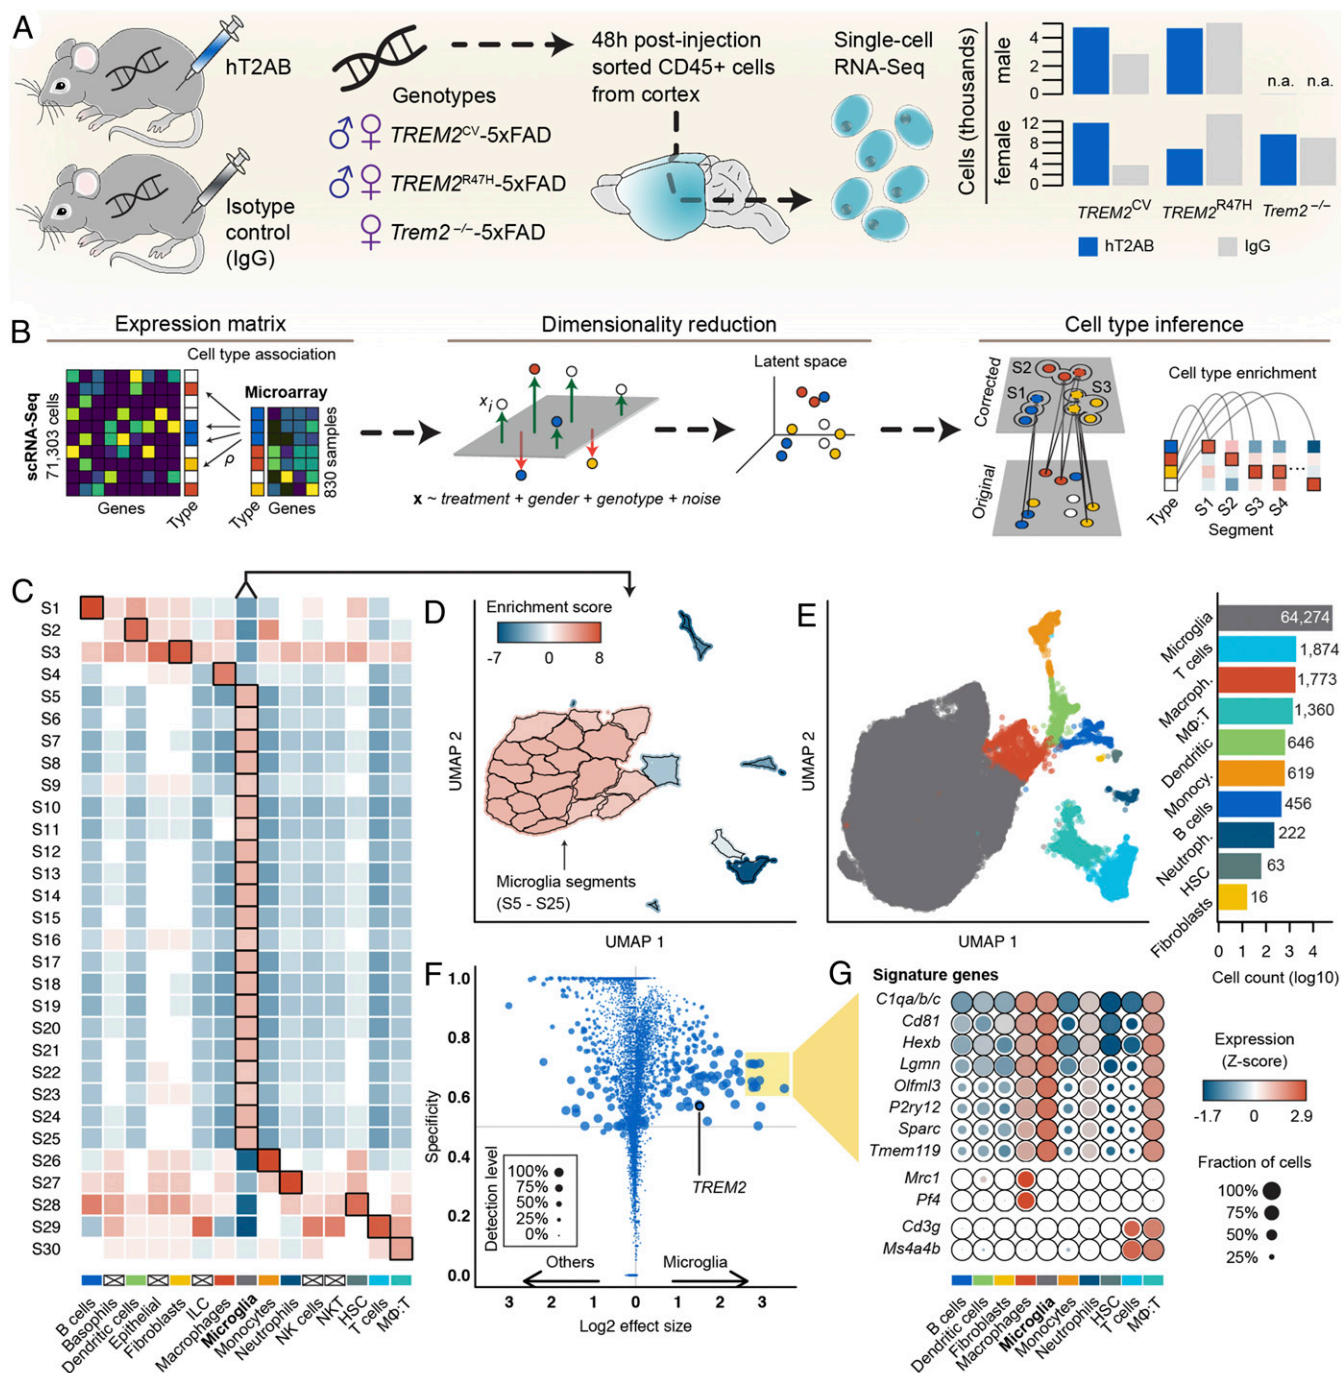 A
hT2AB
Isotype
control
(IgG)
Genotypes
TREM2CV-5xFAD
TREM2R47H-5xFAD
Trem2-/--5xFAD
48h post-injection
sorted CD45+ cells
from cortex
Single-cell
RNA-Seq
Cells (thousands)
male
female
4
2
0
12
8
4
0
n.a. n.a.
TREM2CV TREM2R47H Trem2-/-
hT2AB IgG
B
Expression matrix
Cell type association
Microarray
scRNA-Seq
71,303 cells
830 samples
ρ
Genes Type Type Genes
Dimensionality reduction
xi
x ~ treatment + gender + genotype + noise
Latent space
Cell type inference
Corrected
Original
S2
S1 S3
Cell type enrichment
Type S1 S2 S3 S4
Segment
C
S1
S2
S3
S4
S5
S6
S7
S8
S9
S10
S11
S12
S13
S14
S15
S16
S17
S18
S19
S20
S21
S22
S23
S24
S25
S26
S27
S28
S29
S30
B cells
Basophils
Dendritic cells
Epithelial
Fibroblasts
ILC
Macrophages
Microglia
Monocytes
Neutrophils
NK cells
NKT
HSC
T cells
MΦ:T
D
Enrichment score
-7 0 8
UMAP 2
Microglia segments
(S5 - S25)
UMAP 1
E
UMAP 2
UMAP 1
Microglia 64,274
T cells 1,874
Macroph. 1,773
MΦ:T 1,360
Dendritic 646
Monocy. 619
B cells 456
Neutroph. 222
HSC 63
Fibroblasts 16
0 1 2 3 4
Cell count (log10)
F
Specificity
1.0
0.8
0.6
0.4
0.2
0.0
Detection level
100%
75%
50%
25%
0%
TREM2
Others Microglia
3 2 1 0 1 2 3
Log2 effect size
G
Signature genes
C1qa/b/c
Cd81
Hexb
Lgmn
Olfml3
P2ry12
Sparc
Tmem119
Mrc1
Pf4
Cd3g
Ms4a4b
B cells
Dendritic cells
Fibroblasts
Macrophages
Microglia
Monocytes
Neutrophils
HSC
T cells
MΦ:T
Expression
(Z-score)
-1.7 0 2.9
Fraction of cells
100%
75%
50%
25%